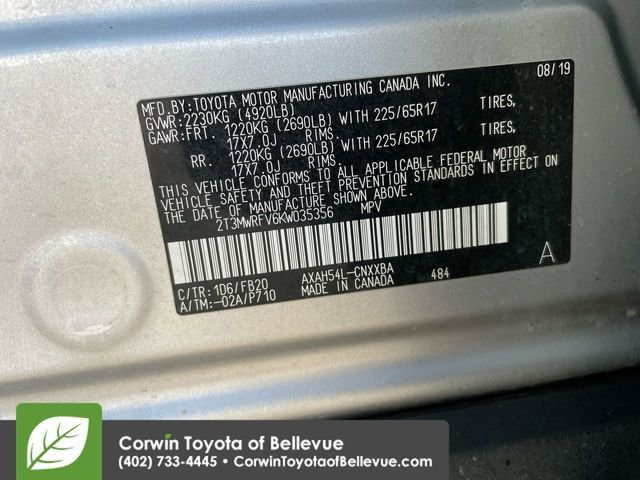 MFD.BY:TOYOTA MOTOR MANUFACTURING CANADA INC. 08/19
GVWR:2230KG (4920LB)
GAWR:FRT. 1220KG (2690LB) WITH 225/65R17 TIRES,
17X7.0J RIMS
RR. 1220KG (2690LB) WITH 225/65R17 TIRES,
17X7.0J RIMS.
THIS VEHICLE CONFORMS TO ALL APPLICABLE FEDERAL MOTOR
VEHICLE SAFETY AND THEFT PREVENTION STANDARDS IN EFFECT ON
THE DATE OF MANUFACTURE SHOWN ABOVE.
2T3MWRFV6KW035356 MPV
A
C/TR:1D6/FB20 AXAH54L-CNXXBA 484
A/TM:-02A/P710 MADE IN CANADA
Corwin Toyota of Bellevue
(402) 733-4445 • CorwinToyotaofBellevue.com